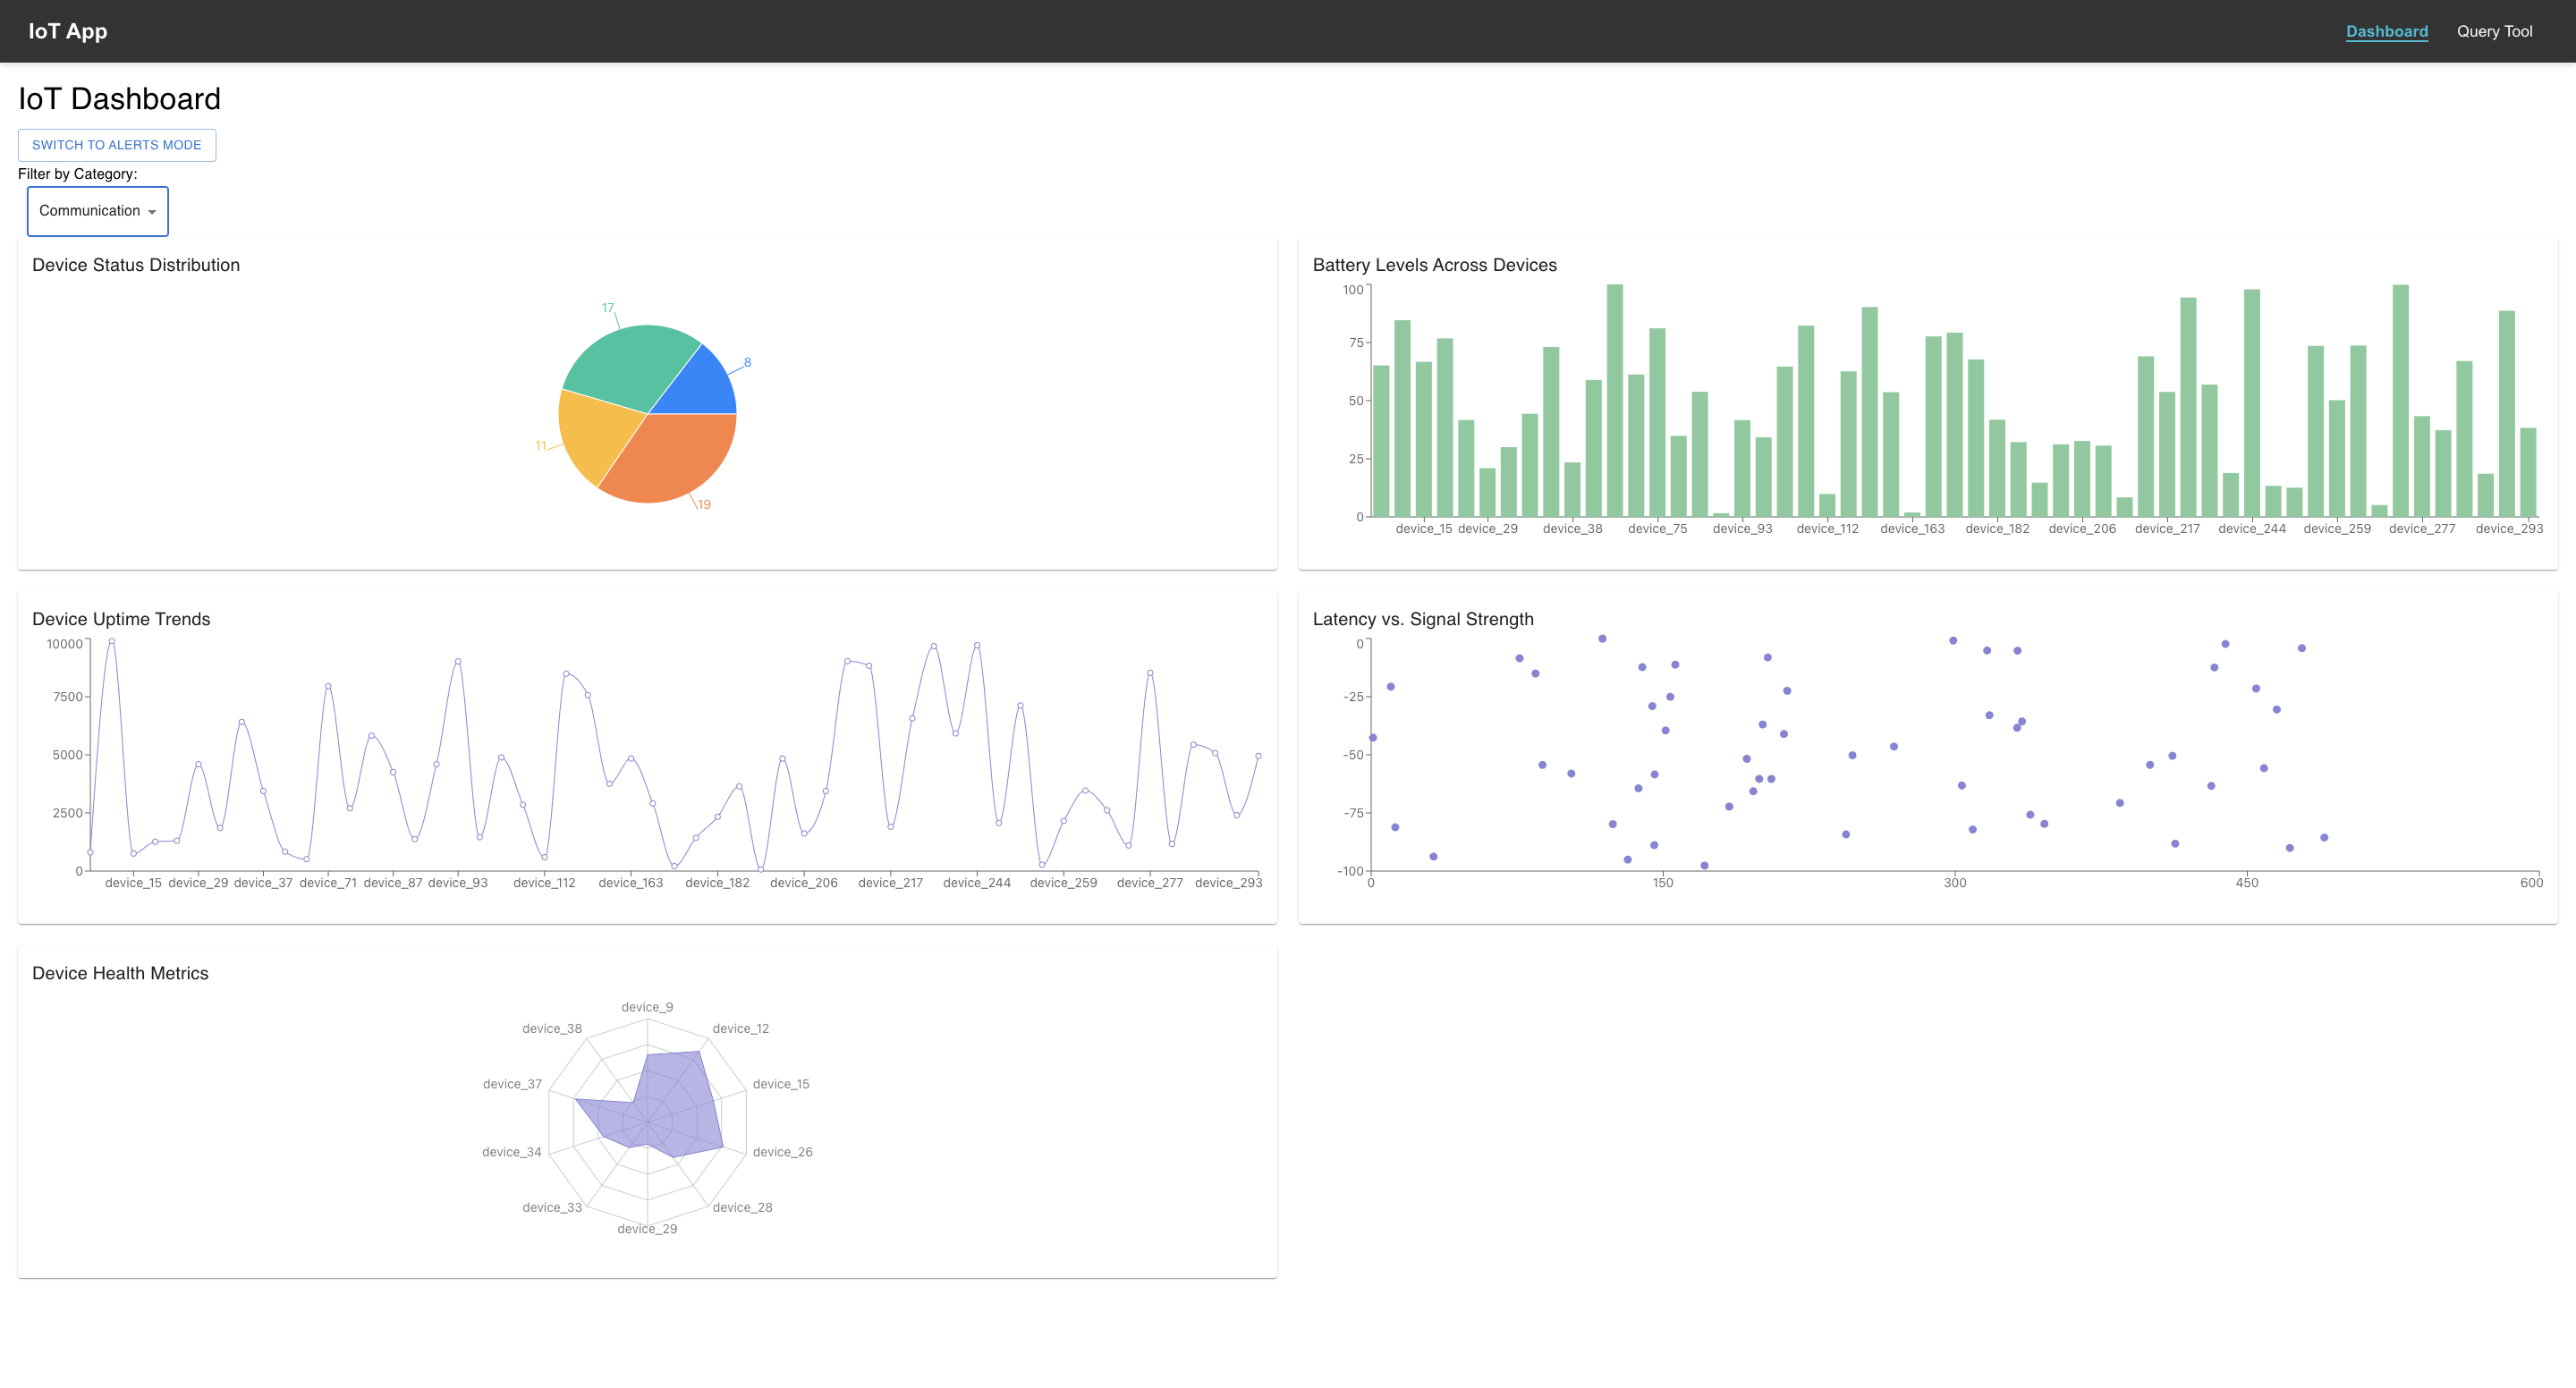 IoT App
Dashboard
Query Tool
IoT Dashboard
SWITCH TO ALERTS MODE
Filter by Category:
Communication
Device Status Distribution
17
8
11
19
Battery Levels Across Devices
100
75
50
25
0
device_15 device_29 device_38 device_75 device_93 device_112 device_163 device_182 device_206 device_217 device_244 device_259 device_277 device_293
Device Uptime Trends
10000
7500
5000
2500
0
device_15 device_29 device_37 device_71 device_87 device_93 device_112 device_163 device_182 device_206 device_217 device_244 device_259 device_277 device_293
Latency vs. Signal Strength
0
-25
-50
-75
-100
0 150 300 450 600
Device Health Metrics
device_9
device_38 device_12
device_37 device_15
device_34 device_26
device_33 device_28
device_29